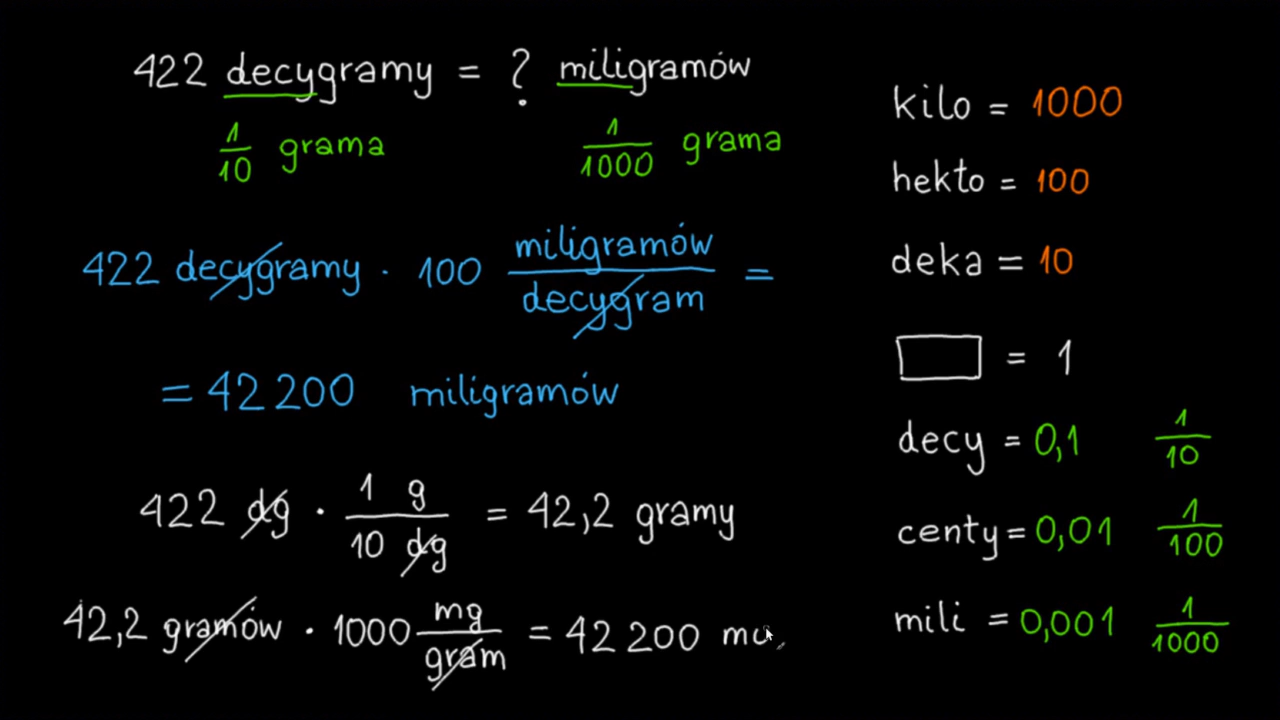 422 decygramy = ? miligramów
1/10 grama 1/1000 grama
422 decygramy · 100 miligramów/decygram =
= 42 200 miligramów
422 dg · 1 g/10 dg = 42,2 gramy
42,2 gramów · 1000 mg/gram = 42 200
kilo = 1000
hekto = 100
deka = 10
= 1
decy = 0,1 1/10
centy = 0,01 1/100
mili = 0,001 1/1000